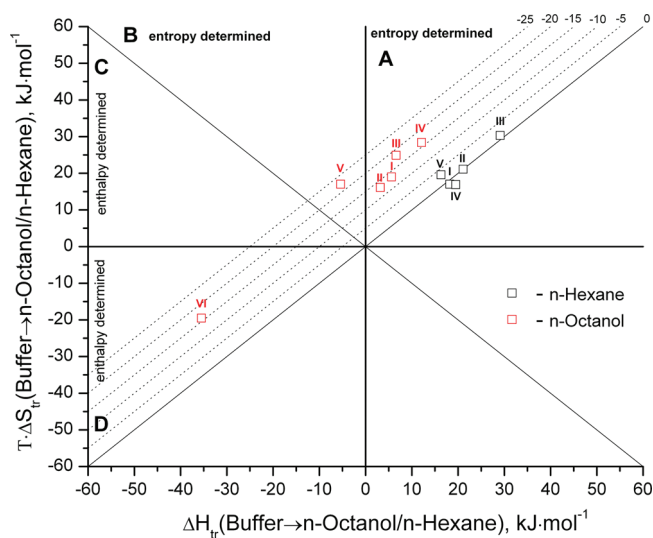 entropy determined
entropy determined
-25 -20 -15 -10 -5 0
A
B
C
D
enthalpy determined
enthalpy determined
60
50
40
30
20
10
0
-10
-20
-30
-40
-50
-60
T·ΔS_tr(Buffer→n-Octanol/n-Hexane), kJ·mol⁻¹
III
IV
III
V
I
II
II
V
I
IV
VI
- n-Hexane
- n-Octanol
-60 -50 -40 -30 -20 -10 0 10 20 30 40 50 60
ΔH_tr(Buffer→n-Octanol/n-Hexane), kJ·mol⁻¹